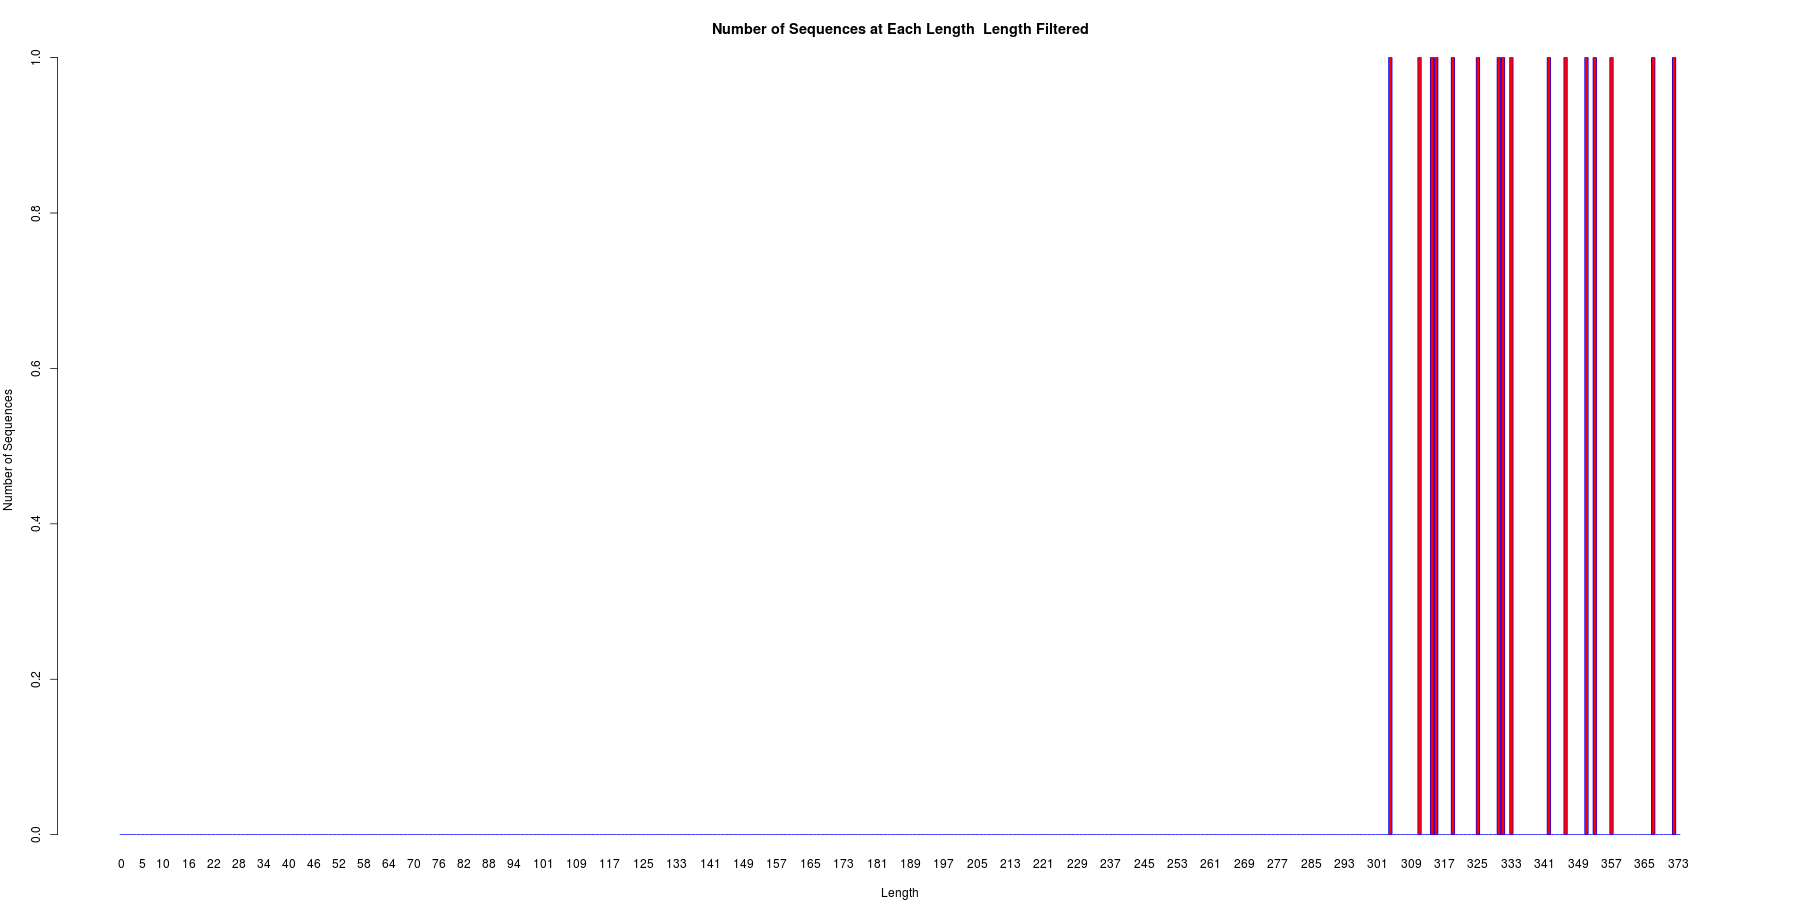 Number of Sequences at Each Length  Length Filtered
1.0
0.8
0.6
0.4
0.2
0.0
Number of Sequences
0 5 10 16 22 28 34 40 46 52 58 64 70 76 82 88 94 101 109 117 125 133 141 149 157 165 173 181 189 197 205 213 221 229 237 245 253 261 269 277 285 293 301 309 317 325 333 341 349 357 365 373
Length